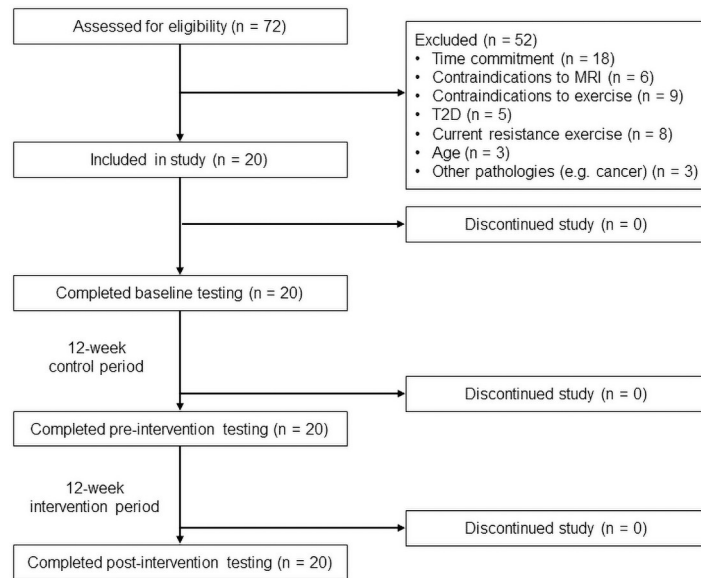 Assessed for eligibility (n = 72)
Excluded (n = 52)
• Time commitment (n = 18)
• Contraindications to MRI (n = 6)
• Contraindications to exercise (n = 9)
• T2D (n = 5)
• Current resistance exercise (n = 8)
• Age (n = 3)
• Other pathologies (e.g. cancer) (n = 3)
Included in study (n = 20)
Discontinued study (n = 0)
Completed baseline testing (n = 20)
12-week
control period
Discontinued study (n = 0)
Completed pre-intervention testing (n = 20)
12-week
intervention period
Discontinued study (n = 0)
Completed post-intervention testing (n = 20)